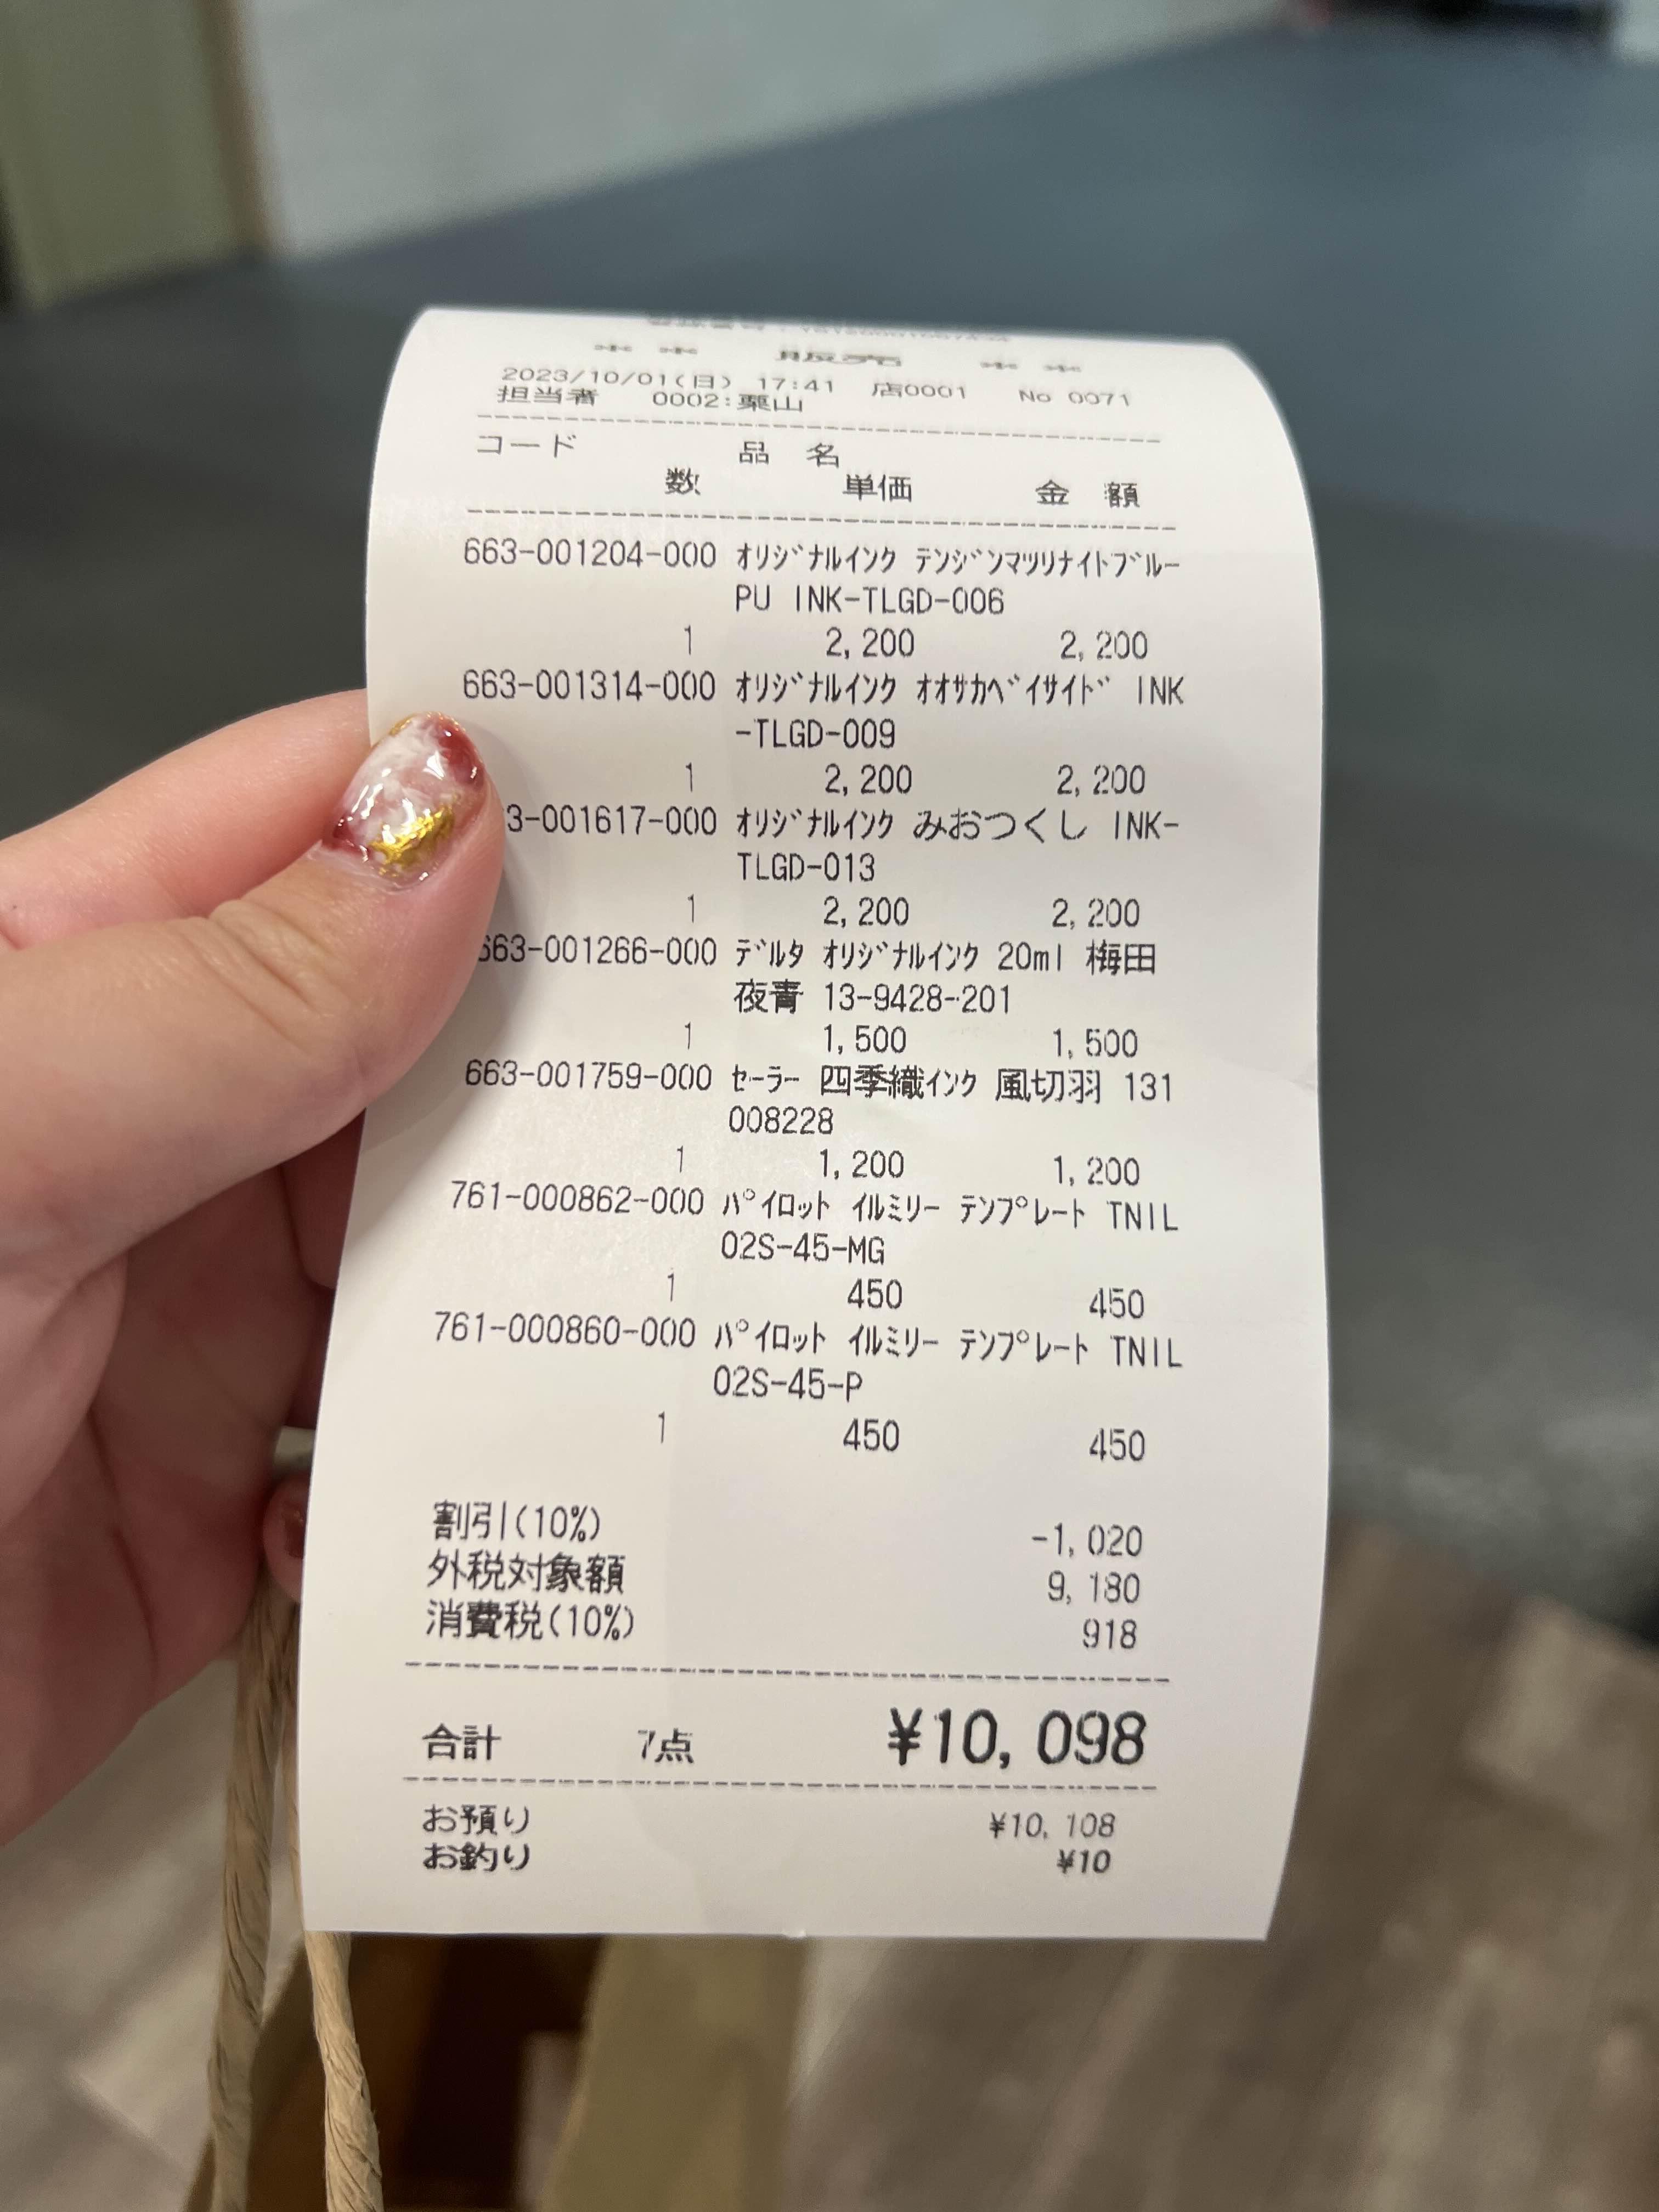 ** 販売 **
2023/10/01(日) 17:41 店0001 No 0071
担当者 0002:栗山
コード 品 名
数 単価 金 額
663-001204-000 オリジナルインク テンジンマツリナイトブルー
PU INK-TLGD-006
1 2,200 2,200
663-001314-000 オリジナルインク オオサカベイサイド INK
-TLGD-009
1 2,200 2,200
3-001617-000 オリジナルインク みおつくし INK-
TLGD-013
1 2,200 2,200
663-001266-000 デルタ オリジナルインク 20ml 梅田
夜青 13-9428-201
1 1,500 1,500
663-001759-000 セーラー 四季織インク 風切羽 131
008228
1 1,200 1,200
761-000862-000 パイロット イルミリー テンプレート TNIL
02S-45-MG
1 450 450
761-000860-000 パイロット イルミリー テンプレート TNIL
02S-45-P
1 450 450
割引(10%) -1,020
外税対象額 9,180
消費税(10%) 918
合計 7点 ¥10,098
お預り ¥10,108
お釣り ¥10